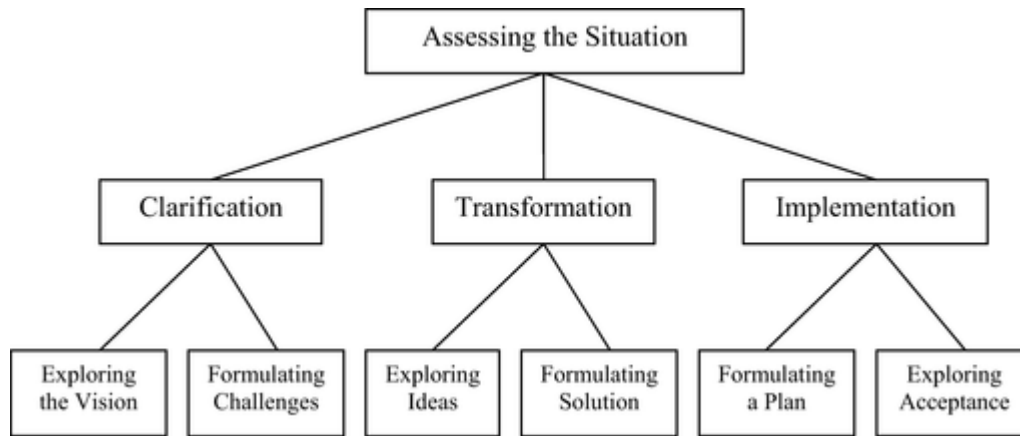 Assessing the Situation
Clarification
Transformation
Implementation
Exploring
the Vision
Formulating
Challenges
Exploring
Ideas
Formulating
Solution
Formulating
a Plan
Exploring
Acceptance